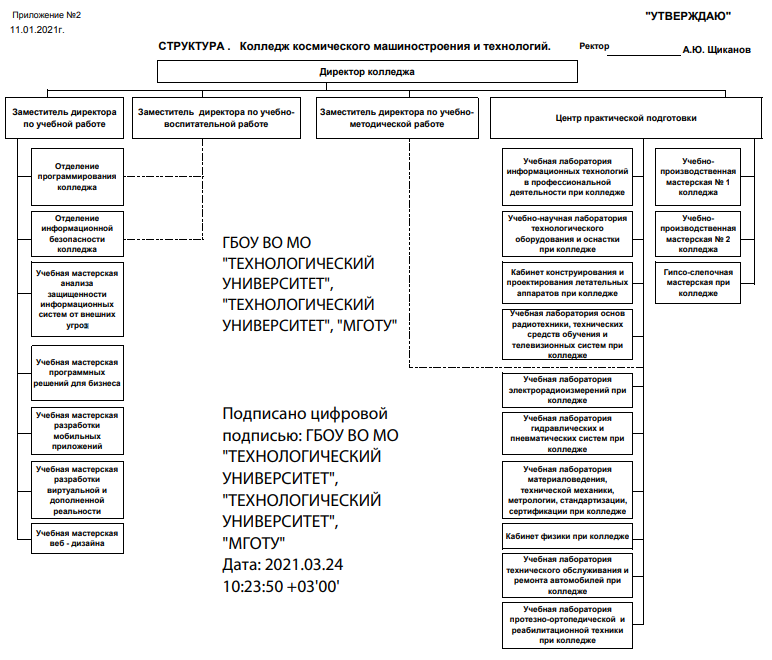 Приложение №2
11.01.2021г.
"УТВЕРЖДАЮ"
СТРУКТУРА . Колледж космического машиностроения и технологий.
Ректор
А.Ю. Щиканов
Директор колледжа
Заместитель директора
по учебной работе
Заместитель директора по учебно-
воспитательной работе
Заместитель директора по учебно-
методической работе
Центр практической подготовки
Отделение
программирования
колледжа
Отделение
информационной
безопасности
колледжа
Учебная мастерская
анализа
защищенности
информационных
систем от внешних
угроз
Учебная мастерская
программных
решений для бизнеса
Учебная мастерская
разработки
мобильных
приложений
Учебная мастерская
разработки
виртуальной и
дополненной
реальности
Учебная мастерская
веб - дизайна
ГБОУ ВО МО
"ТЕХНОЛОГИЧЕСКИЙ
УНИВЕРСИТЕТ",
"ТЕХНОЛОГИЧЕСКИЙ
УНИВЕРСИТЕТ", "МГОТУ"
Подписано цифровой
подписью: ГБОУ ВО МО
"ТЕХНОЛОГИЧЕСКИЙ
УНИВЕРСИТЕТ",
"ТЕХНОЛОГИЧЕСКИЙ
УНИВЕРСИТЕТ",
"МГОТУ"
Дата: 2021.03.24
10:23:50 +03'00'
Учебная лаборатория
информационных технологий
в профессиональной
деятельности при колледже
Учебно-научная лаборатория
технологического
оборудования и оснастки
при колледже
Кабинет конструирования и
проектирования летательных
аппаратов при колледже
Учебная лаборатория основ
радиотехники, технических
средств обучения и
телевизионных систем при
колледже
Учебная лаборатория
электрорадиоизмерений при
колледже
Учебная лаборатория
гидравлических и
пневматических систем при
колледже
Учебная лаборатория
материаловедения,
технической механики,
метрологии, стандартизации,
сертификации при колледже
Кабинет физики при колледже
Учебная лаборатория
технического обслуживания и
ремонта автомобилей при
колледже
Учебная лаборатория
протезно-ортопедической и
реабилитационной техники
при колледже
Учебно-
производственная
мастерская № 1
колледжа
Учебно-
производственная
мастерская № 2
колледжа
Гипсо-слепочная
мастерская при
колледже